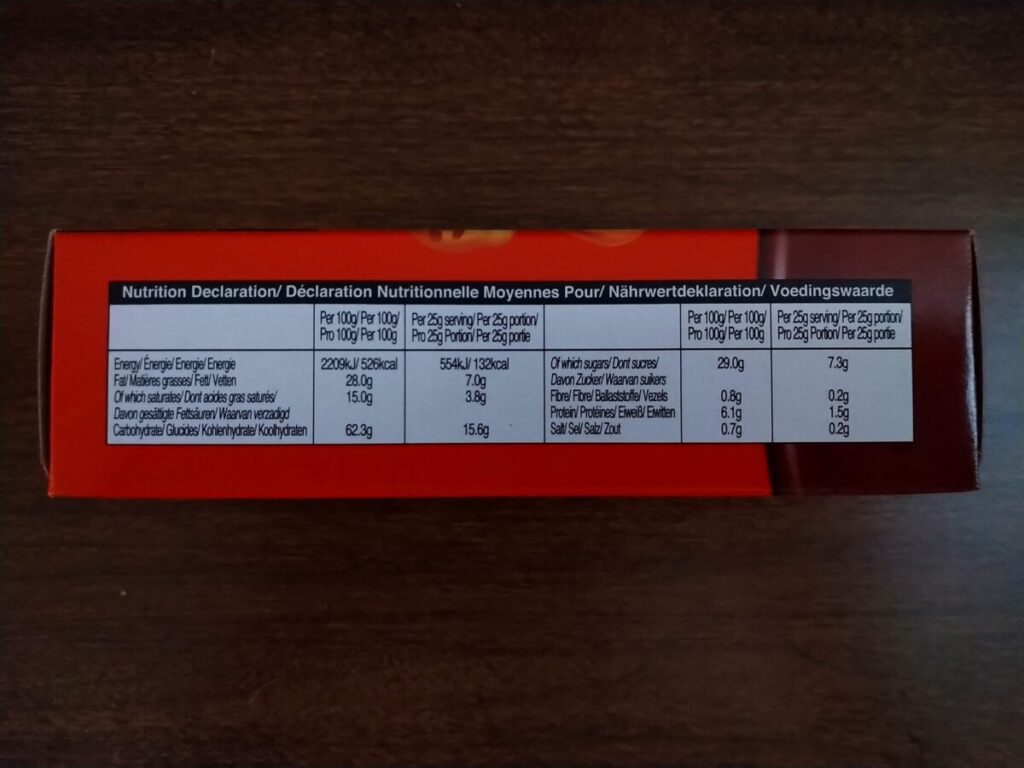 Nutrition Declaration/ Déclaration Nutritionnelle Moyennes Pour/ Nährwertdeklaration/ Voedingswaarde
Per 100g/ Per 100g/
Pro 100g/ Per 100g
Per 25g serving/ Per 25g portion/
Pro 25g Portion/ Per 25g portie
Energy/ Énergie/ Energie/ Energie 2209kJ/ 526kcal 554kJ/ 132kcal
Fat/ Matières grasses/ Fett/ Vetten 28.0g 7.0g
Of which saturates/ Dont acides gras saturés/ 15.0g 3.8g
Davon gesättigte Fettsäuren/ Waarvan verzadigd
Carbohydrate/ Glucides/ Kohlenhydrate/ Koolhydraten 62.3g 15.6g
Per 100g/ Per 100g/
Pro 100g/ Per 100g
Per 25g serving/ Per 25g portion/
Pro 25g Portion/ Per 25g portie
Of which sugars/ Dont sucres/ 29.0g 7.3g
Davon Zucker/ Waarvan suikers
Fibre/ Fibre/ Ballaststoffe/ Vezels 0.8g 0.2g
Protein/ Protéines/ Eiweiß/ Eiwitten 6.1g 1.5g
Salt/ Sel/ Salz/ Zout 0.7g 0.2g